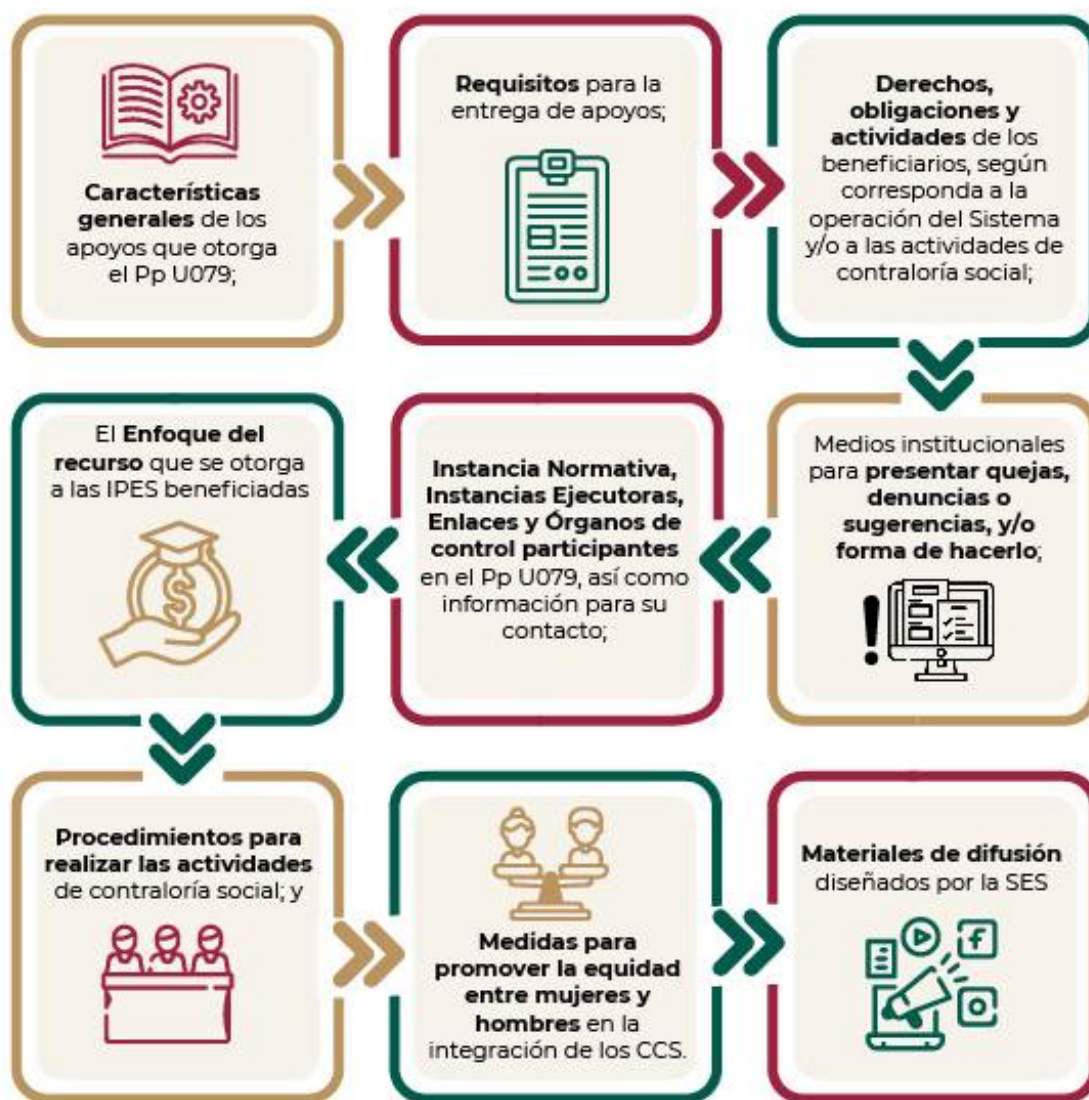 Características
generales de los
apoyos que otorga
el Pp U079;
Requisitos para la
entrega de apoyos;
Derechos,
obligaciones y
actividades de los
beneficiarios, según
corresponda a la
operación del Sistema
y/o a las actividades de
contraloría social;
Medios institucionales
para presentar quejas,
denuncias o
sugerencias, y/o
forma de hacerlo;
Instancia Normativa,
Instancias Ejecutoras,
Enlaces y Órganos de
control participantes
en el Pp U079, así como
información para su
contacto;
El Enfoque del
recurso que se otorga
a las IPES beneficiadas
Procedimientos para
realizar las actividades
de contraloría social; y
Medidas para
promover la equidad
entre mujeres y
hombres en la
integración de los CCS.
Materiales de difusión
diseñados por la SES